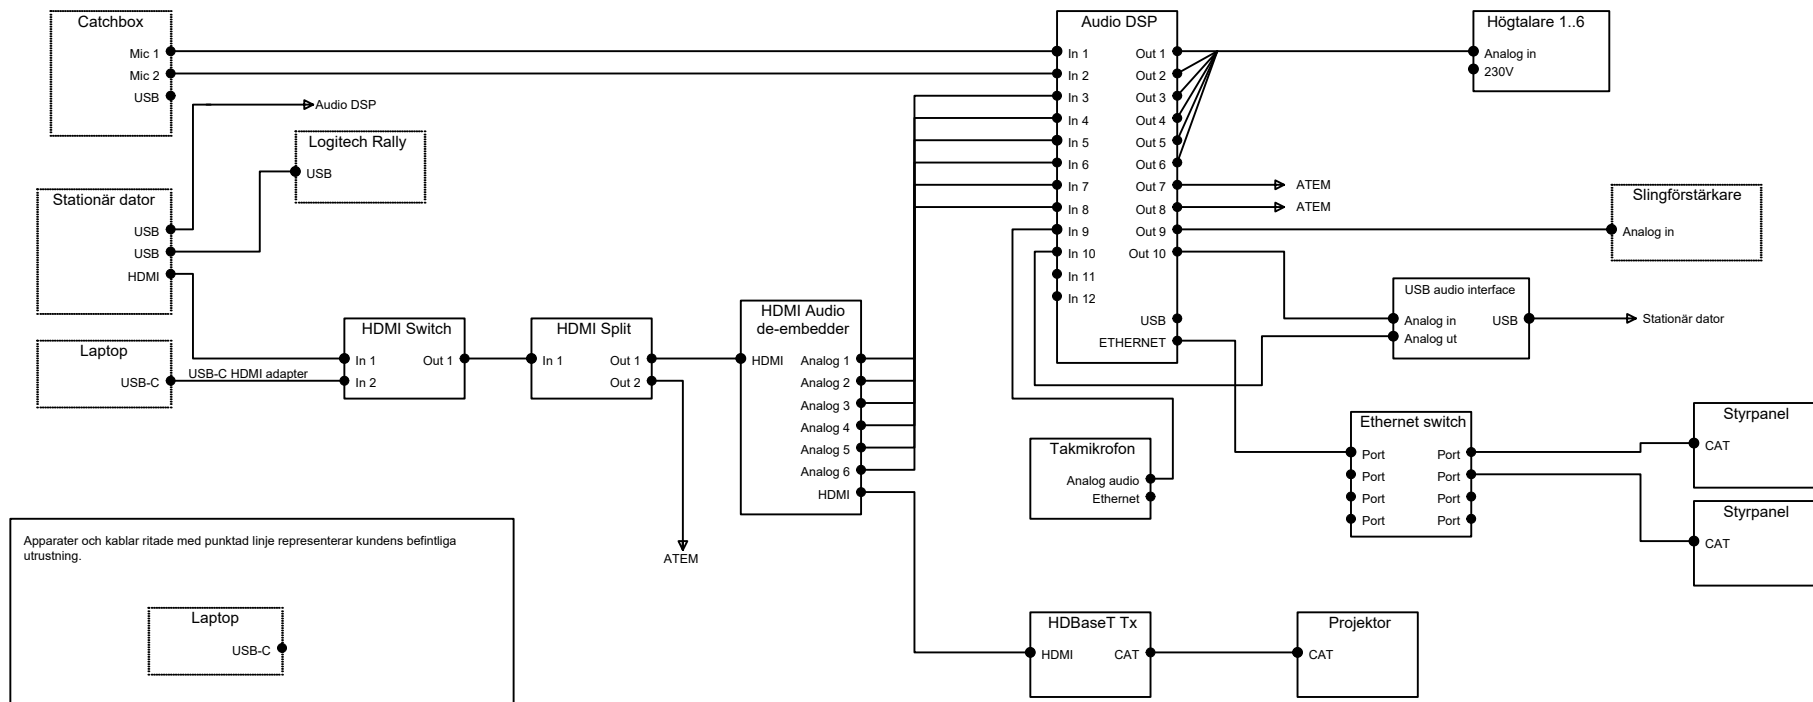 Catchbox
Mic 1
Mic 2
USB
Audio DSP
Logitech Rally
USB
Stationär dator
USB
USB
HDMI
Laptop
USB-C
USB-C HDMI adapter
HDMI Switch
In 1
In 2
Out 1
HDMI Split
In 1
Out 1
Out 2
ATEM
HDMI Audio
de-embedder
HDMI
Analog 1
Analog 2
Analog 3
Analog 4
Analog 5
Analog 6
HDMI
Audio DSP
In 1
In 2
In 3
In 4
In 5
In 6
In 7
In 8
In 9
In 10
In 11
In 12
Out 1
Out 2
Out 3
Out 4
Out 5
Out 6
Out 7
Out 8
Out 9
Out 10
USB
ETHERNET
ATEM
ATEM
Högtalare 1..6
Analog in
230V
Slingförstärkare
Analog in
USB audio interface
Analog in
Analog ut
USB
Stationär dator
Takmikrofon
Analog audio
Ethernet
Ethernet switch
Port
Port
Port
Port
Port
Port
Port
Port
Styrpanel
CAT
Styrpanel
CAT
HDBaseT Tx
HDMI
CAT
Projektor
CAT
Apparater och kablar ritade med punktad linje representerar kundens befintliga
utrustning.
Laptop
USB-C